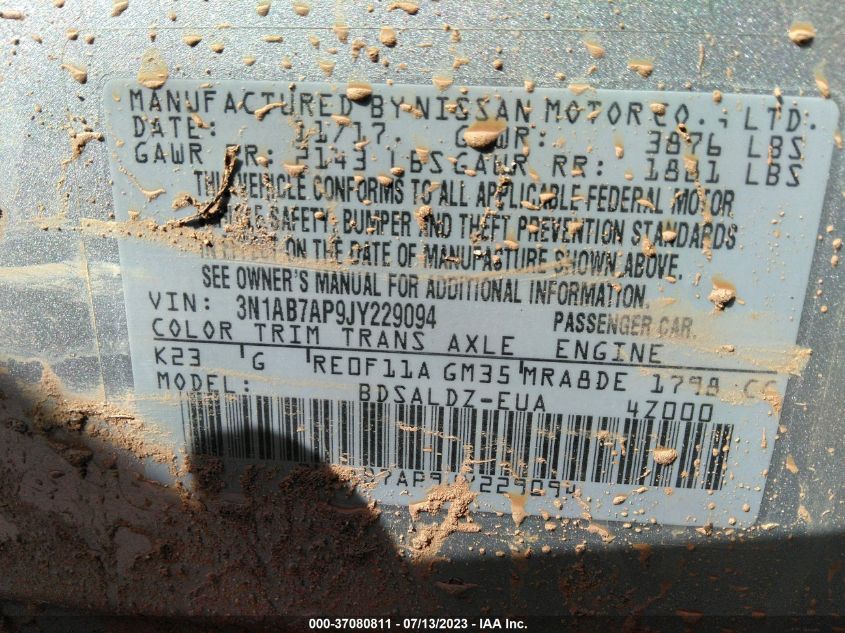 MANUFACTURED BY NISSAN MOTOR CO., LTD.
DATE: 11/17. GVWR: 3876 LBS
GAWR FR: 2143 LBS GAWR RR: 1801 LBS
THIS VEHICLE CONFORMS TO ALL APPLICABLE FEDERAL MOTOR
VEHICLE SAFETY, BUMPER AND THEFT PREVENTION STANDARDS
IN EFFECT ON THE DATE OF MANUFACTURE SHOWN ABOVE.
SEE OWNER'S MANUAL FOR ADDITIONAL INFORMATION.
VIN: 3N1AB7AP9JY229094 PASSENGER CAR.
COLOR TRIM TRANS AXLE ENGINE
K23 G RE0F11A GM35 MRA8DE 1798 CC
MODEL: BDSALDZ-EUA 4Z000
7AP9JY229094
000-37080811 - 07/13/2023 - IAA Inc.